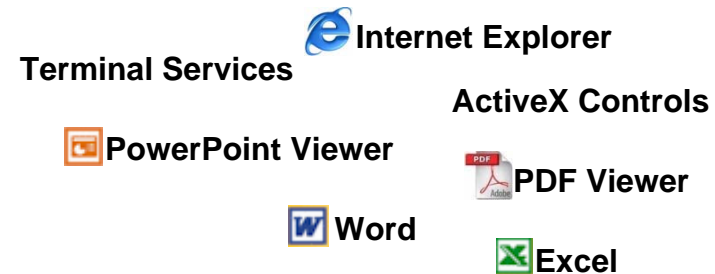 Internet Explorer
Terminal Services
ActiveX Controls
PowerPoint Viewer
PDF
Adobe
PDF Viewer
W Word
X Excel